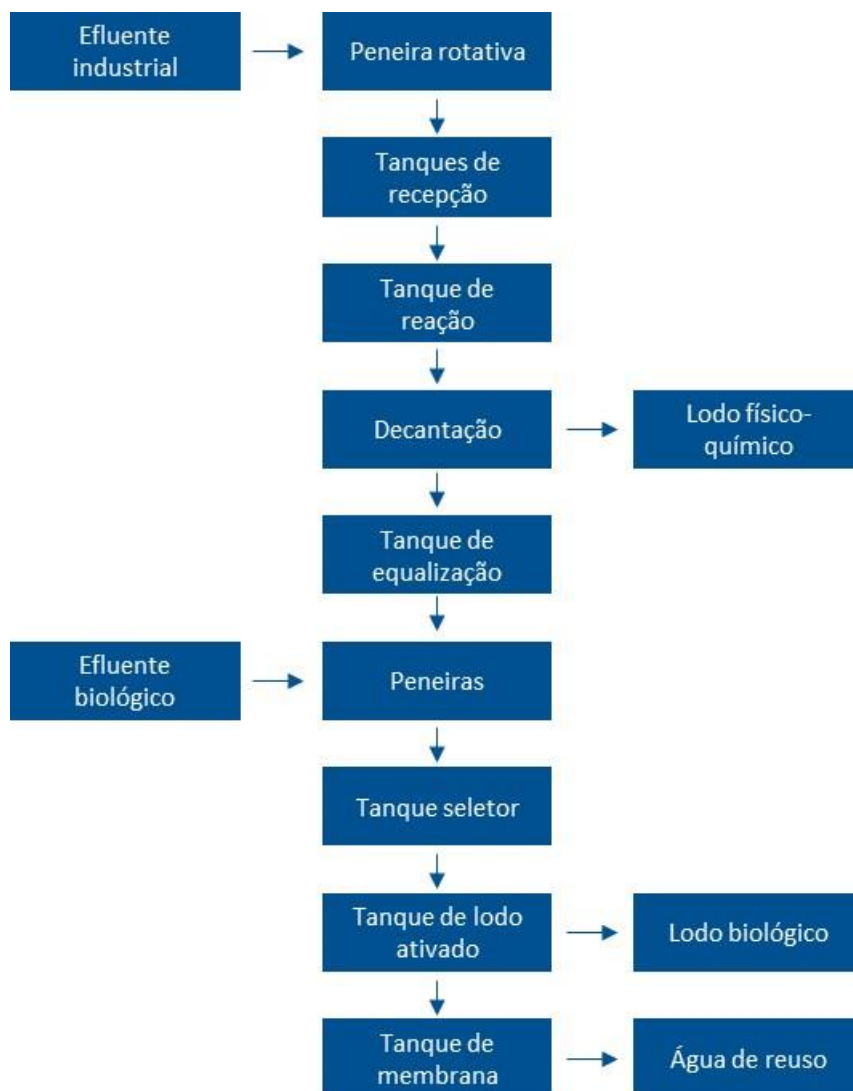 Efluente
industrial
Peneira rotativa
Tanques de
recepção
Tanque de
reação
Decantação
Lodo físico-
químico
Tanque de
equalização
Efluente
biológico
Peneiras
Tanque seletor
Tanque de lodo
ativado
Lodo biológico
Tanque de
membrana
Água de reuso